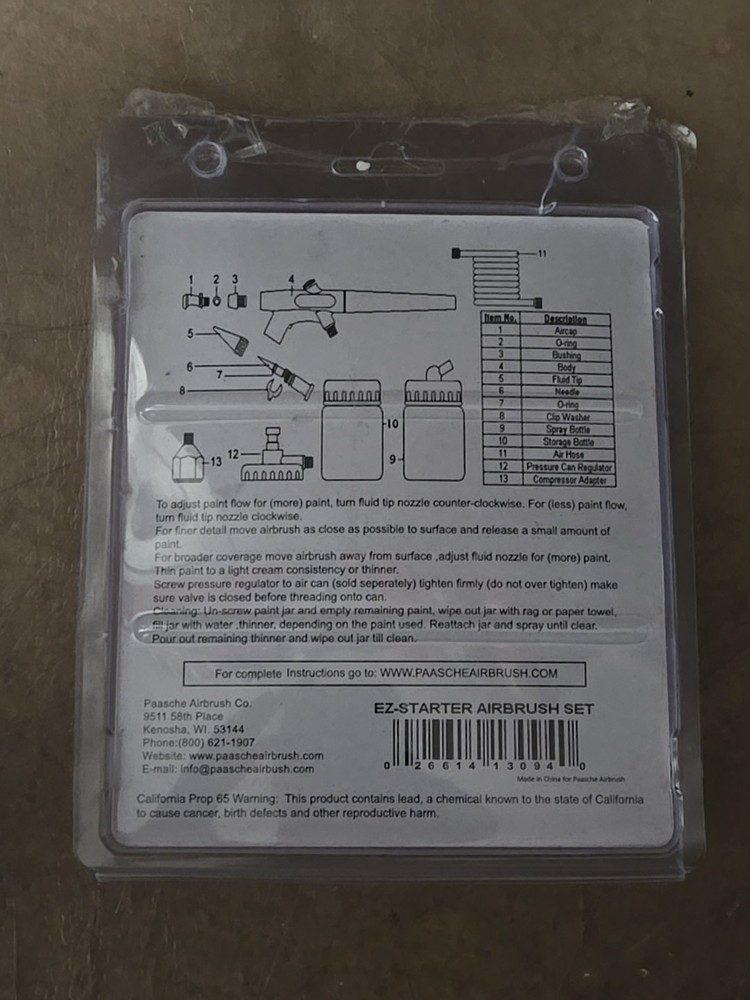 11
1 2 3 4
5
6
7
8
10
9
13 12
Item No. Description
1 Aircap
2 O-ring
3 Bushing
4 Body
5 Fluid Tip
6 Needle
7 O-ring
8 Clip Washer
9 Spray Bottle
10 Storage Bottle
11 Air Hose
12 Pressure Can Regulator
13 Compressor Adapter
To adjust paint flow for (more) paint, turn fluid tip nozzle counter-clockwise. For (less) paint flow,
turn fluid tip nozzle clockwise.
For finer detail move airbrush as close as possible to surface and release a small amount of
paint.
For broader coverage move airbrush away from surface ,adjust fluid nozzle for (more) paint.
Thin paint to a light cream consistency or thinner.
Screw pressure regulator to air can (sold seperately) tighten firmly (do not over tighten) make
sure valve is closed before threading onto can.
Cleaning: Un-screw paint jar and empty remaining paint, wipe out jar with rag or paper towel,
fill jar with water ,thinner, depending on the paint used. Reattach jar and spray until clear.
Pour out remaining thinner and wipe out jar till clean.
For complete Instructions go to: WWW.PAASCHEAIRBRUSH.COM
Paasche Airbrush Co.
9511 58th Place
Kenosha, WI. 53144
Phone:(800) 621-1907
Website: www.paascheairbrush.com
E-mail: info@paascheairbrush.com
EZ-STARTER AIRBRUSH SET
0 26614 13094 0
Made in China for Paasche Airbrush
California Prop 65 Warning: This product contains lead, a chemical known to the state of California
to cause cancer, birth defects and other reproductive harm.